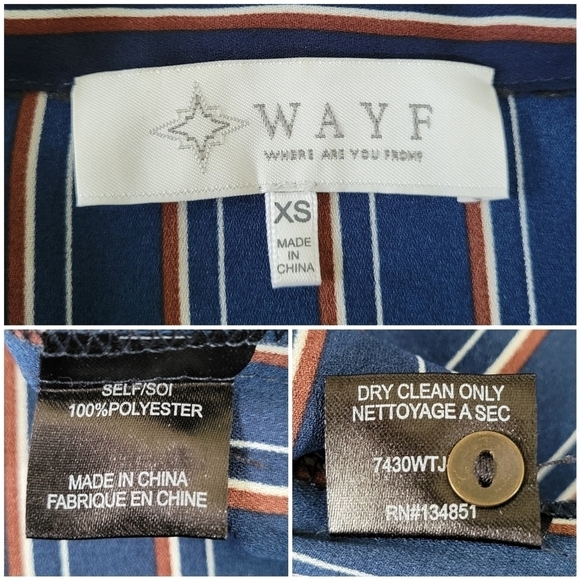 WAYF
WHERE ARE YOU FROM?
XS
MADE
IN
CHINA
SELF/SOI
100%POLYESTER
MADE IN CHINA
FABRIQUE EN CHINE
DRY CLEAN ONLY
NETTOYAGE A SEC
7430WTJ
RN#134851